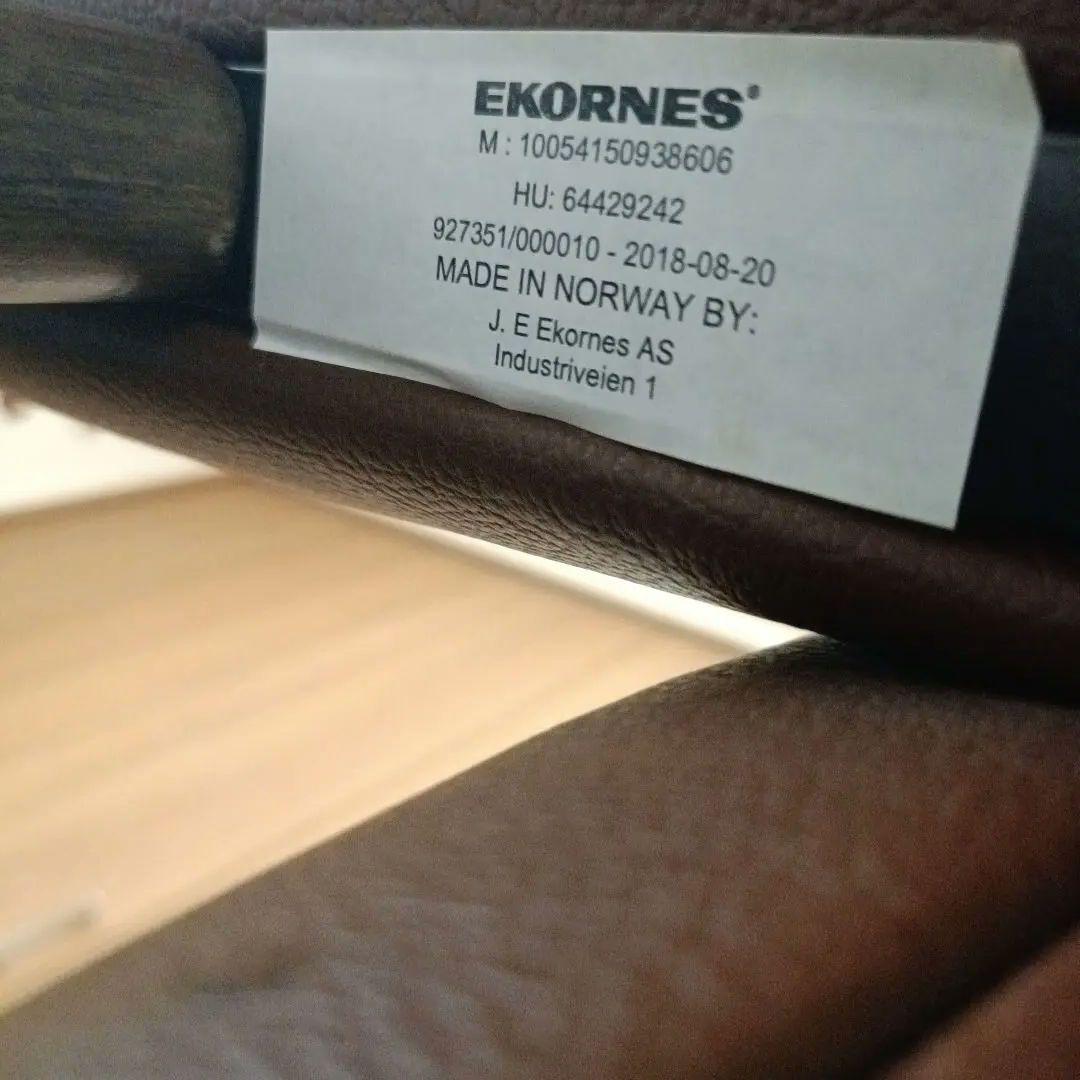 EKORNES®
M : 10054150938606
HU: 64429242
927351/000010 - 2018-08-20
MADE IN NORWAY BY:
J. E Ekornes AS
Industriveien 1